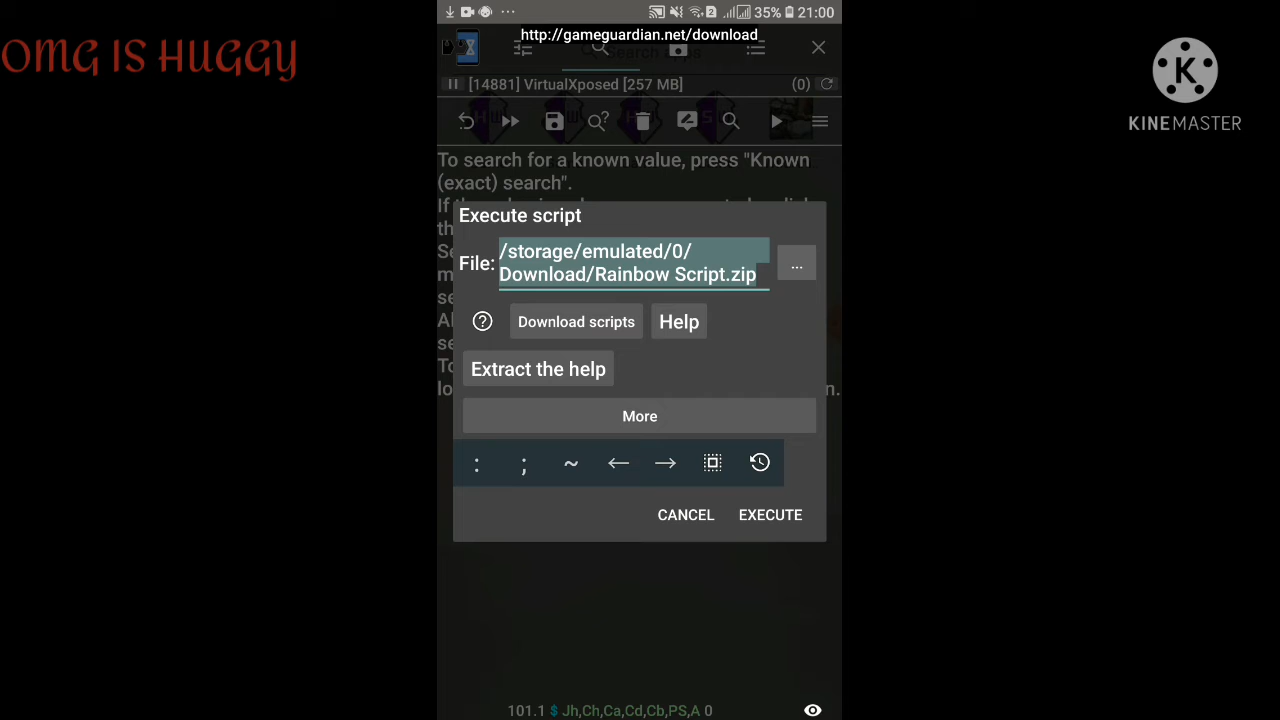 21:00
35%
http://gameguardian.net/download
OMG IS HUGGY
KINEMASTER
[14881] VirtualXposed [257 MB]
(0)
To search for a known value, press "Known
(exact) search".
Execute script
File:
/storage/emulated/0/
Download/Rainbow Script.zip
...
Download scripts
Help
Extract the help
More
: ; ~
CANCEL
EXECUTE
101.1 $ Jh,Ch,Ca,Cd,Cb,PS,A 0